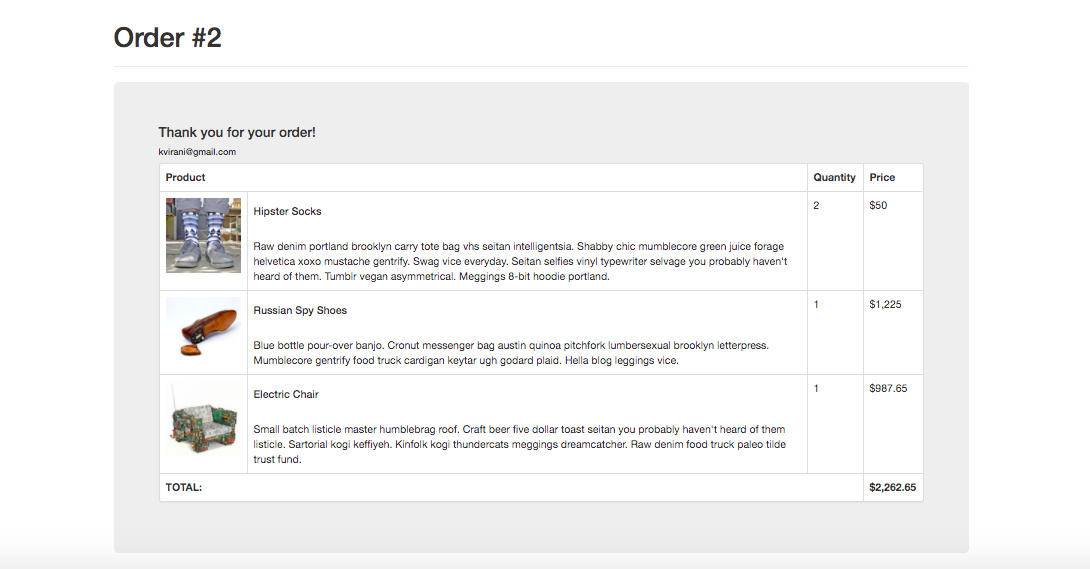 Order #2
Thank you for your order!
kvirani@gmail.com
Product Quantity Price
Hipster Socks 2 $50
Raw denim portland brooklyn carry tote bag vhs seitan intelligentsia. Shabby chic mumblecore green juice forage
helvetica xoxo mustache gentrify. Swag vice everyday. Seitan selfies vinyl typewriter selvage you probably haven't
heard of them. Tumblr vegan asymmetrical. Meggings 8-bit hoodie portland.
Russian Spy Shoes 1 $1,225
Blue bottle pour-over banjo. Cronut messenger bag austin quinoa pitchfork lumbersexual brooklyn letterpress.
Mumblecore gentrify food truck cardigan keytar ugh godard plaid. Hella blog leggings vice.
Electric Chair 1 $987.65
Small batch listicle master humblebrag roof. Craft beer five dollar toast seitan you probably haven't heard of them
listicle. Sartorial kogi keffiyeh. Kinfolk kogi thundercats meggings dreamcatcher. Raw denim food truck paleo tilde
trust fund.
TOTAL: $2,262.65